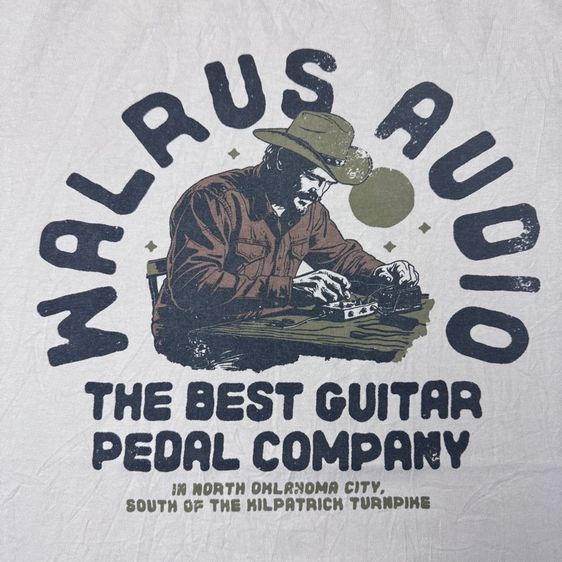 WALRUS AUDIO
THE BEST GUITAR
PEDAL COMPANY
IN NORTH OKLAHOMA CITY,
SOUTH OF THE KILPATRICK TURNPIKE